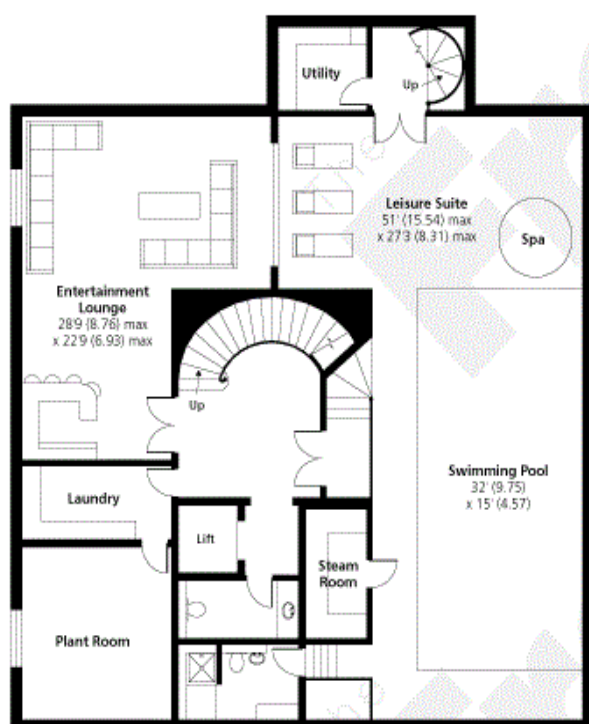 Utility
Up
Leisure Suite
51' (15.54) max
x 27'3 (8.31) max
Spa
Entertainment
Lounge
28'9 (8.76) max
x 22'9 (6.93) max
Up
Swimming Pool
32' (9.75)
x 15' (4.57)
Laundry
Lift
Steam
Room
Plant Room